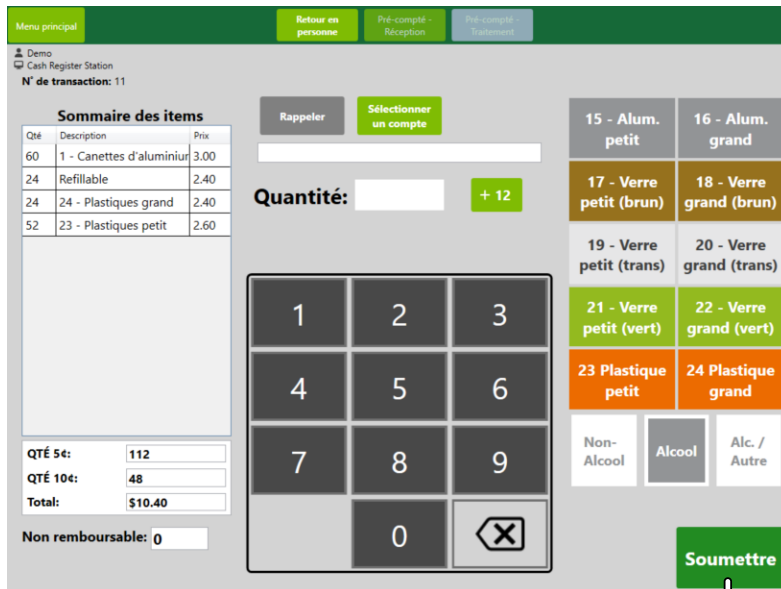 Menu principal
Retour en
personne
Pré-compté -
Réception
Pré-compté -
Traitement
Demo
Cash Register Station
N° de transaction: 11
Sommaire des items
Qté Description Prix
60 1 - Canettes d'aluminiur 3.00
24 Refillable 2.40
24 24 - Plastiques grand 2.40
52 23 - Plastiques petit 2.60
QTÉ 5¢: 112
QTÉ 10¢: 48
Total: $10.40
Non remboursable: 0
Rappeler
Sélectionner
un compte
Quantité:
+ 12
1 2 3
4 5 6
7 8 9
0
15 - Alum.
petit
16 - Alum.
grand
17 - Verre
petit (brun)
18 - Verre
grand (brun)
19 - Verre
petit (trans)
20 - Verre
grand (trans)
21 - Verre
petit (vert)
22 - Verre
grand (vert)
23 Plastique
petit
24 Plastique
grand
Non-
Alcool
Alcool
Alc. /
Autre
Soumettre